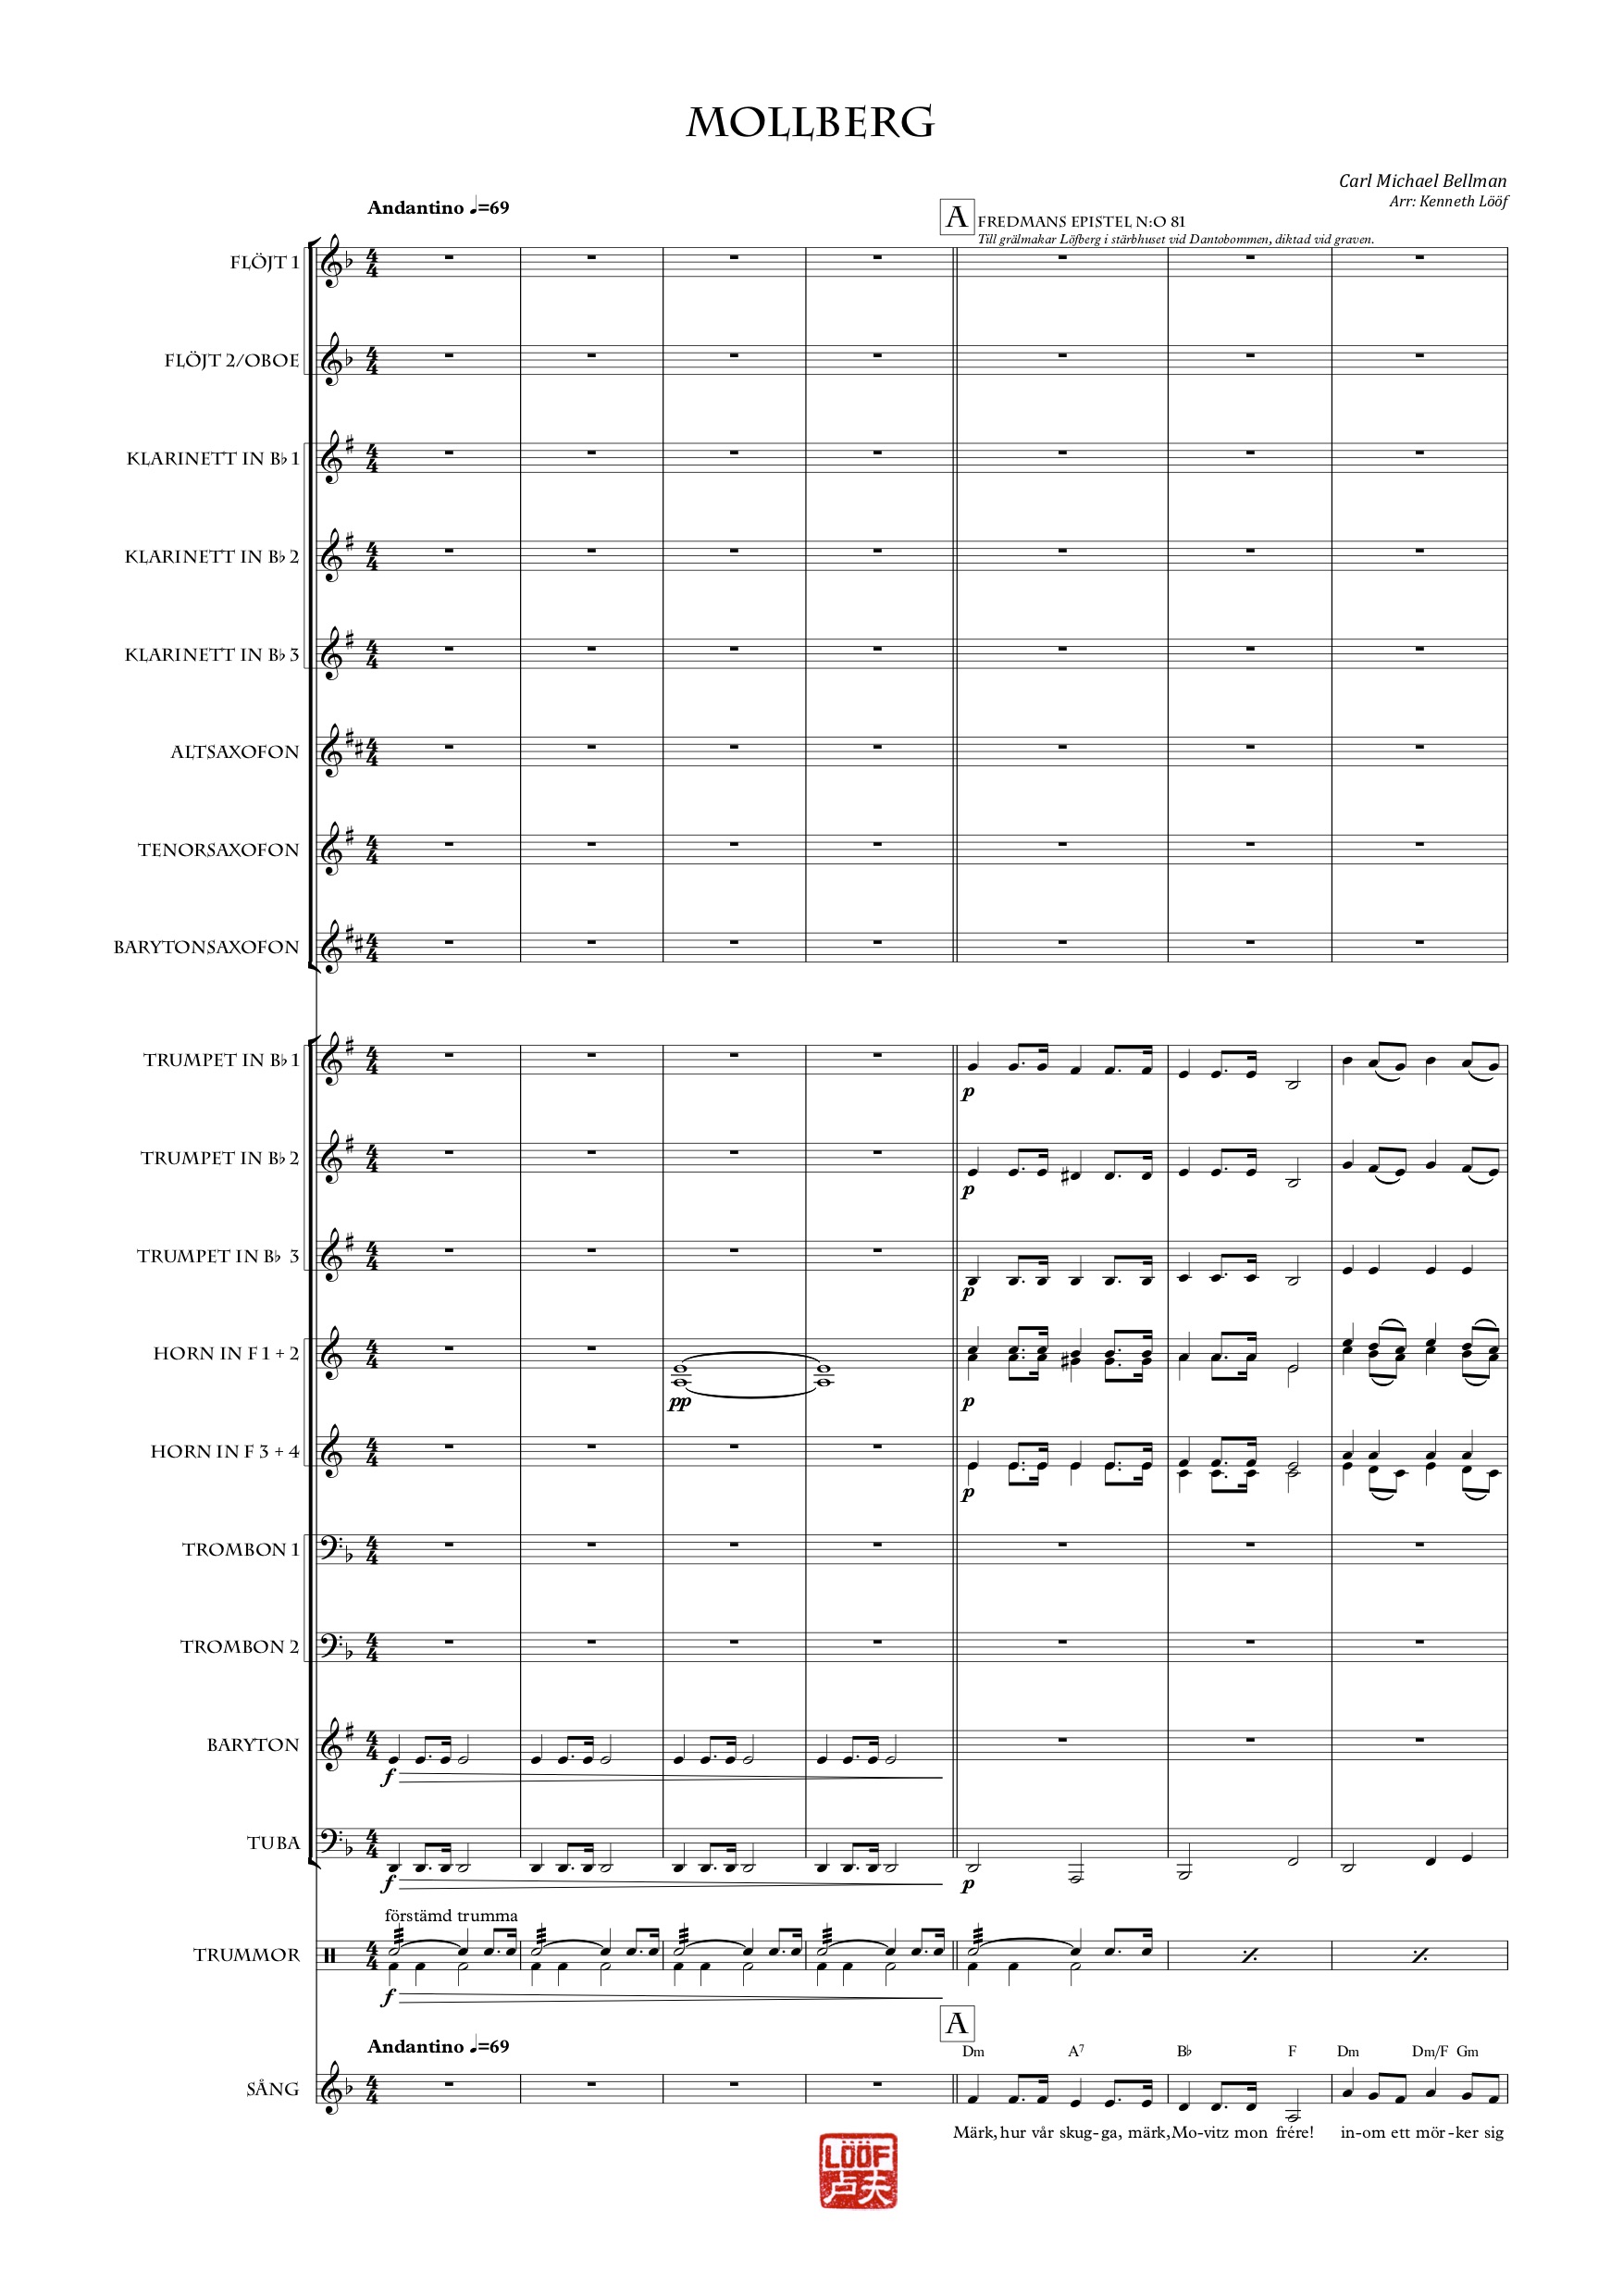 MOLLBERG
Carl Michael Bellman
Arr: Kenneth Lööf
Andantino ♩=69
A FREDMANS EPISTEL N:O 81
Till grälmakar Löfberg i stärbhuset vid Dantobommen, diktad vid graven.
FLÖJT 1
FLÖJT 2/OBOE
KLARINETT IN B♭ 1
KLARINETT IN B♭ 2
KLARINETT IN B♭ 3
ALTSAXOFON
TENORSAXOFON
BARYTONSAXOFON
TRUMPET IN B♭ 1
p
TRUMPET IN B♭ 2
p
TRUMPET IN B♭ 3
p
HORN IN F 1 + 2
pp p
HORN IN F 3 + 4
p
TROMBON 1
TROMBON 2
BARYTON
f
TUBA
f p
förstämd trumma
TRUMMOR
f
A
Andantino ♩=69
Dm A7 B♭ F Dm Dm/F Gm
SÅNG
Märk, hur vår skug-ga, märk, Mo-vitz mon frére! in-om ett mör-ker sig
LÖÖF
卢夫